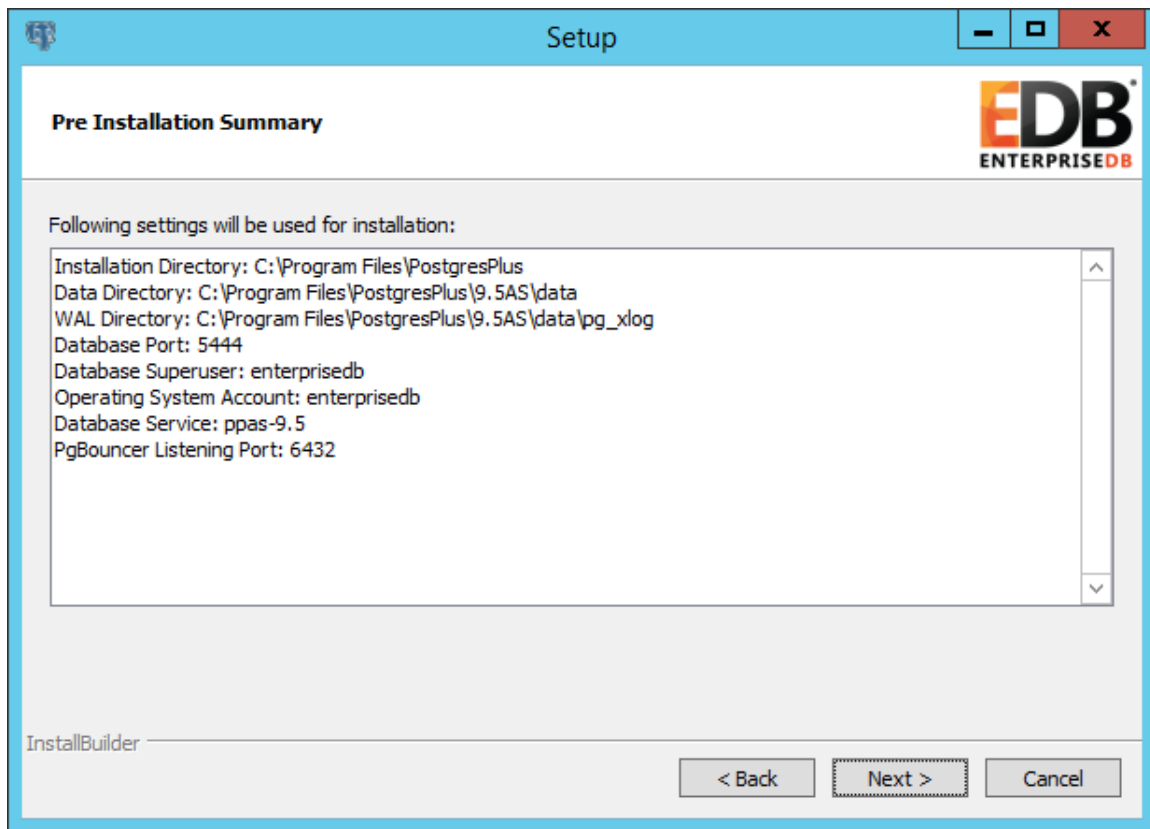 Setup
Pre Installation Summary
EDB
ENTERPRISEDB
Following settings will be used for installation:
Installation Directory: C:\Program Files\PostgresPlus
Data Directory: C:\Program Files\PostgresPlus\9.5AS\data
WAL Directory: C:\Program Files\PostgresPlus\9.5AS\data\pg_xlog
Database Port: 5444
Database Superuser: enterprisedb
Operating System Account: enterprisedb
Database Service: ppas-9.5
PgBouncer Listening Port: 6432
InstallBuilder
< Back Next > Cancel